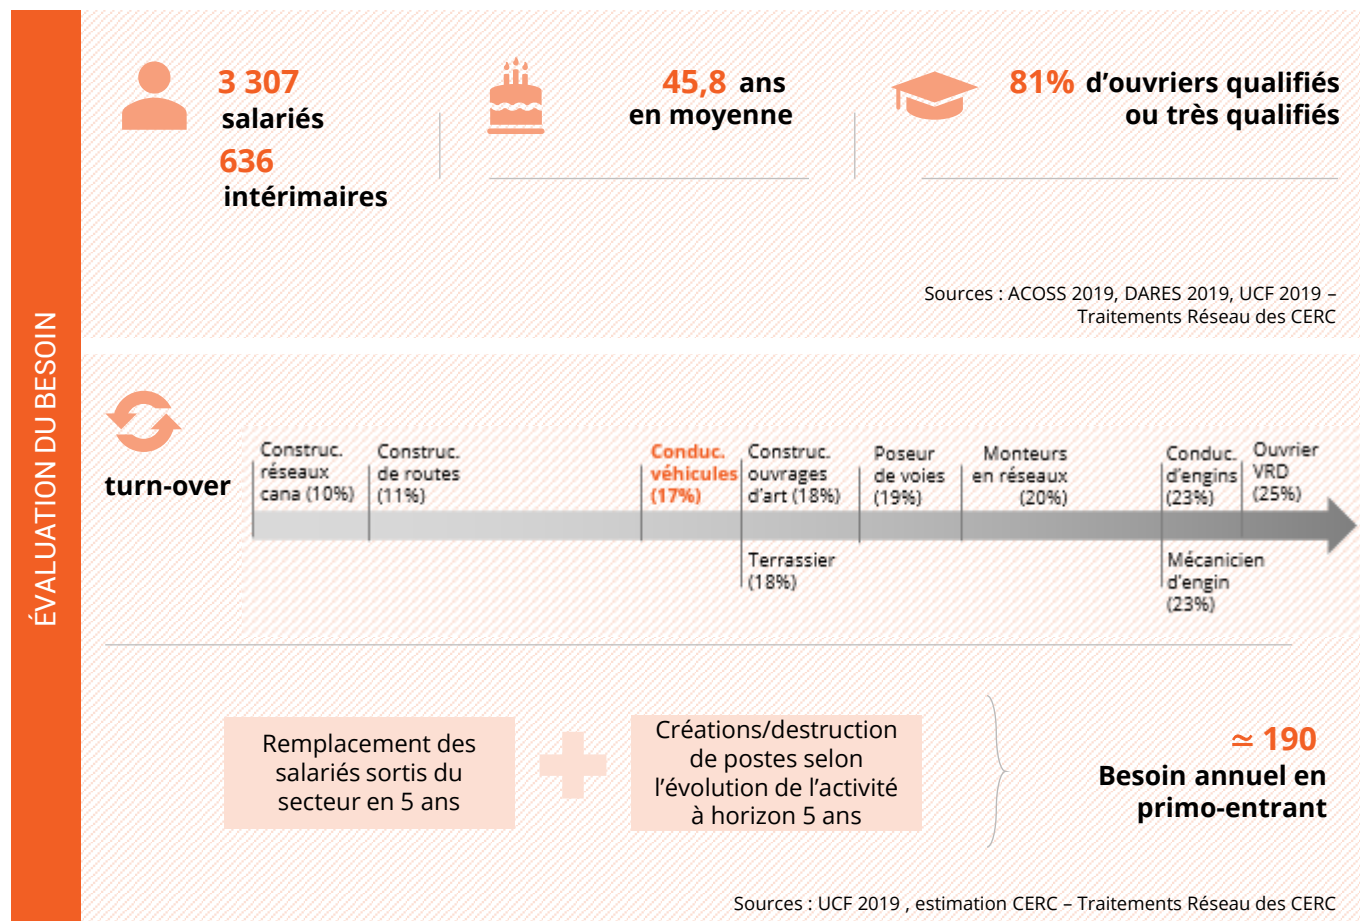 ÉVALUATION DU BESOIN
3 307
salariés
636
intérimaires
45,8 ans
en moyenne
81% d’ouvriers qualifiés
ou très qualifiés
Sources : ACOSS 2019, DARES 2019, UCF 2019 –
Traitements Réseau des CERC
turn-over
Construc.
réseaux
cana (10%)
Construc.
de routes
(11%)
Conduc.
véhicules
(17%)
Construc.
ouvrages
d'art (18%)
Poseur
de voies
(19%)
Monteurs
en réseaux
(20%)
Conduc.
d'engins
(23%)
Ouvrier
VRD
(25%)
Terrassier
(18%)
Mécanicien
d'engin
(23%)
Remplacement des
salariés sortis du
secteur en 5 ans
Créations/destruction
de postes selon
l’évolution de l’activité
à horizon 5 ans
≃ 190
Besoin annuel en
primo-entrant
Sources : UCF 2019 , estimation CERC – Traitements Réseau des CERC